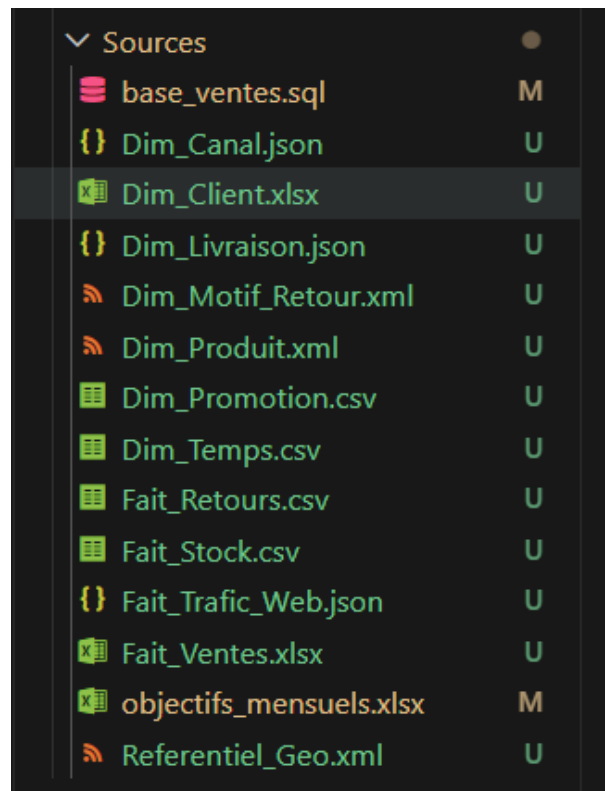 Sources
base_ventes.sql M
Dim_Canal.json U
Dim_Client.xlsx U
Dim_Livraison.json U
Dim_Motif_Retour.xml U
Dim_Produit.xml U
Dim_Promotion.csv U
Dim_Temps.csv U
Fait_Retours.csv U
Fait_Stock.csv U
Fait_Trafic_Web.json U
Fait_Ventes.xlsx U
objectifs_mensuels.xlsx M
Referentiel_Geo.xml U